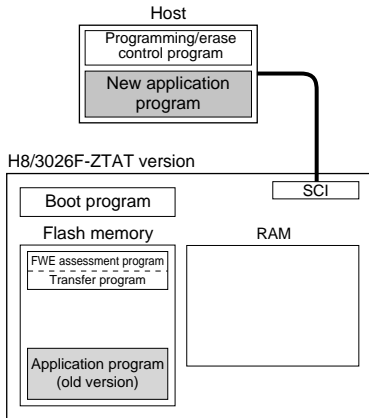 Host
Programming/erase
control program
New application
program
H8/3026F-ZTAT version
SCI
Boot program
Flash memory
RAM
FWE assessment program
Transfer program
Application program
(old version)